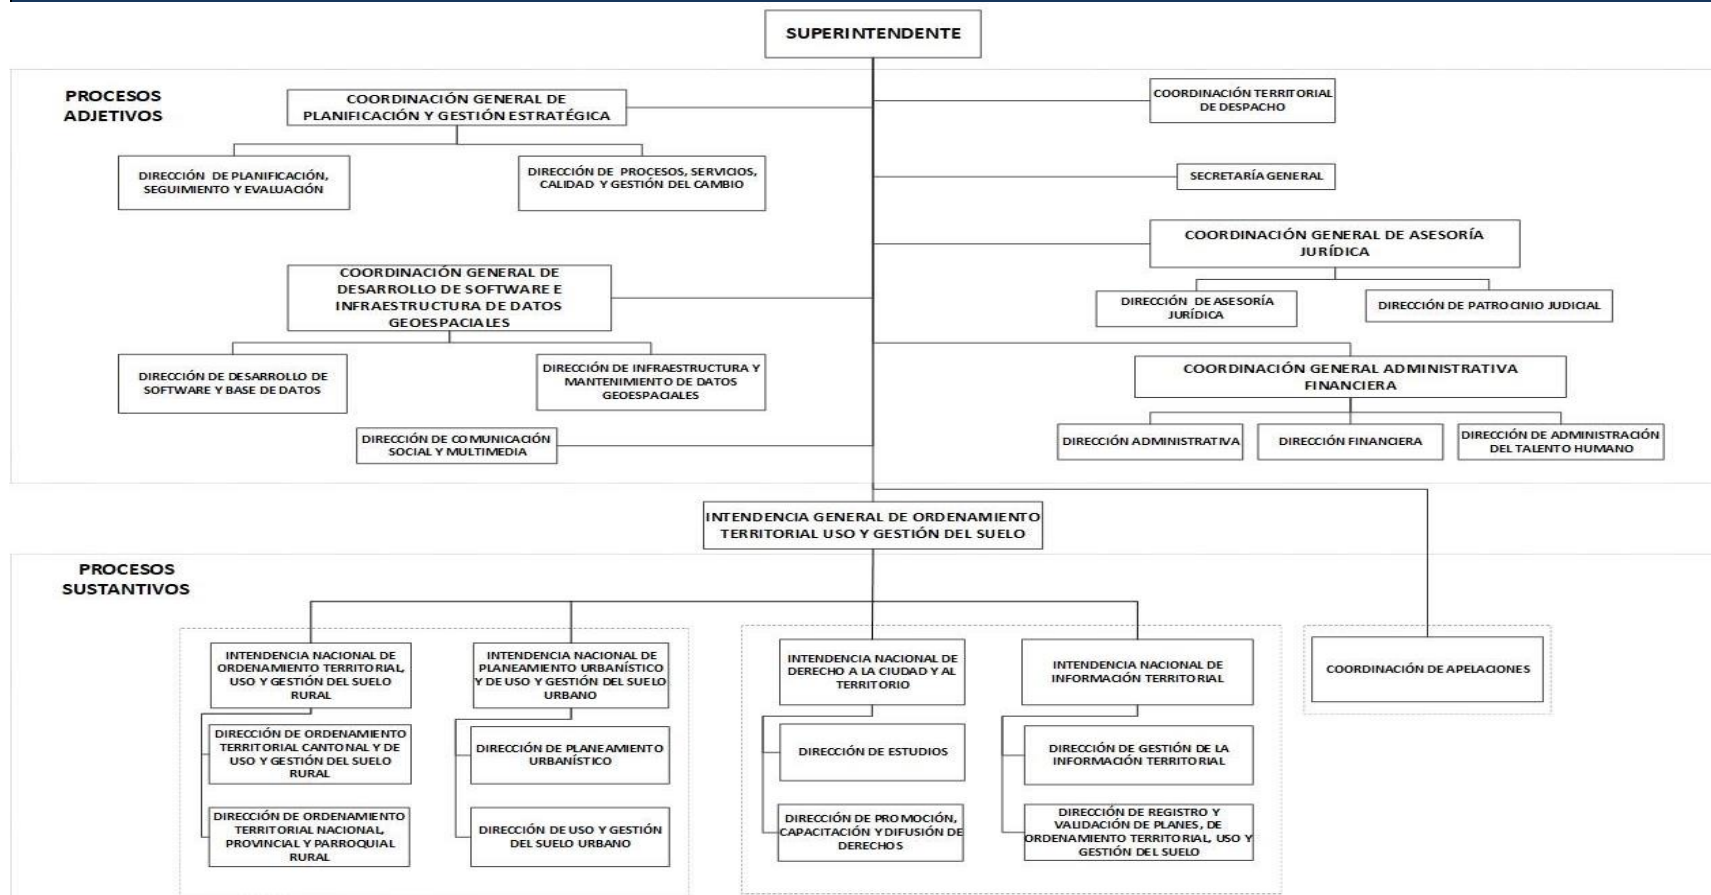 SUPERINTENDENTE
PROCESOS
ADJETIVOS
COORDINACIÓN GENERAL DE
PLANIFICACIÓN Y GESTIÓN ESTRATÉGICA
DIRECCIÓN DE PLANIFICACIÓN,
SEGUIMIENTO Y EVALUACIÓN
DIRECCIÓN DE PROCESOS, SERVICIOS,
CALIDAD Y GESTIÓN DEL CAMBIO
COORDINACIÓN TERRITORIAL
DE DESPACHO
SECRETARÍA GENERAL
COORDINACIÓN GENERAL DE ASESORÍA
JURÍDICA
DIRECCIÓN DE ASESORÍA
JURÍDICA
DIRECCIÓN DE PATROCINIO JUDICIAL
COORDINACIÓN GENERAL DE
DESARROLLO DE SOFTWARE E
INFRAESTRUCTURA DE DATOS
GEOESPACIALES
DIRECCIÓN DE DESARROLLO DE
SOFTWARE Y BASE DE DATOS
DIRECCIÓN DE INFRAESTRUCTURA Y
MANTENIMIENTO DE DATOS
GEOESPACIALES
COORDINACIÓN GENERAL ADMINISTRATIVA
FINANCIERA
DIRECCIÓN ADMINISTRATIVA
DIRECCIÓN FINANCIERA
DIRECCIÓN DE ADMINISTRACIÓN
DEL TALENTO HUMANO
DIRECCIÓN DE COMUNICACIÓN
SOCIAL Y MULTIMEDIA
INTENDENCIA GENERAL DE ORDENAMIENTO
TERRITORIAL USO Y GESTIÓN DEL SUELO
PROCESOS
SUSTANTIVOS
INTENDENCIA NACIONAL DE
ORDENAMIENTO TERRITORIAL,
USO Y GESTIÓN DEL SUELO
RURAL
DIRECCIÓN DE ORDENAMIENTO
TERRITORIAL CANTONAL Y DE
USO Y GESTIÓN DEL SUELO
RURAL
DIRECCIÓN DE ORDENAMIENTO
TERRITORIAL NACIONAL,
PROVINCIAL Y PARROQUIAL
RURAL
INTENDENCIA NACIONAL DE
PLANEAMIENTO URBANÍSTICO
Y DE USO Y GESTIÓN DEL SUELO
URBANO
DIRECCIÓN DE PLANEAMIENTO
URBANÍSTICO
DIRECCIÓN DE USO Y GESTIÓN
DEL SUELO URBANO
INTENDENCIA NACIONAL DE
DERECHO A LA CIUDAD Y AL
TERRITORIO
DIRECCIÓN DE ESTUDIOS
DIRECCIÓN DE PROMOCIÓN,
CAPACITACIÓN Y DIFUSIÓN DE
DERECHOS
INTENDENCIA NACIONAL DE
INFORMACIÓN TERRITORIAL
DIRECCIÓN DE GESTIÓN DE LA
INFORMACIÓN TERRITORIAL
DIRECCIÓN DE REGISTRO Y
VALIDACIÓN DE PLANES, DE
ORDENAMIENTO TERRITORIAL, USO Y
GESTIÓN DEL SUELO
COORDINACIÓN DE APELACIONES